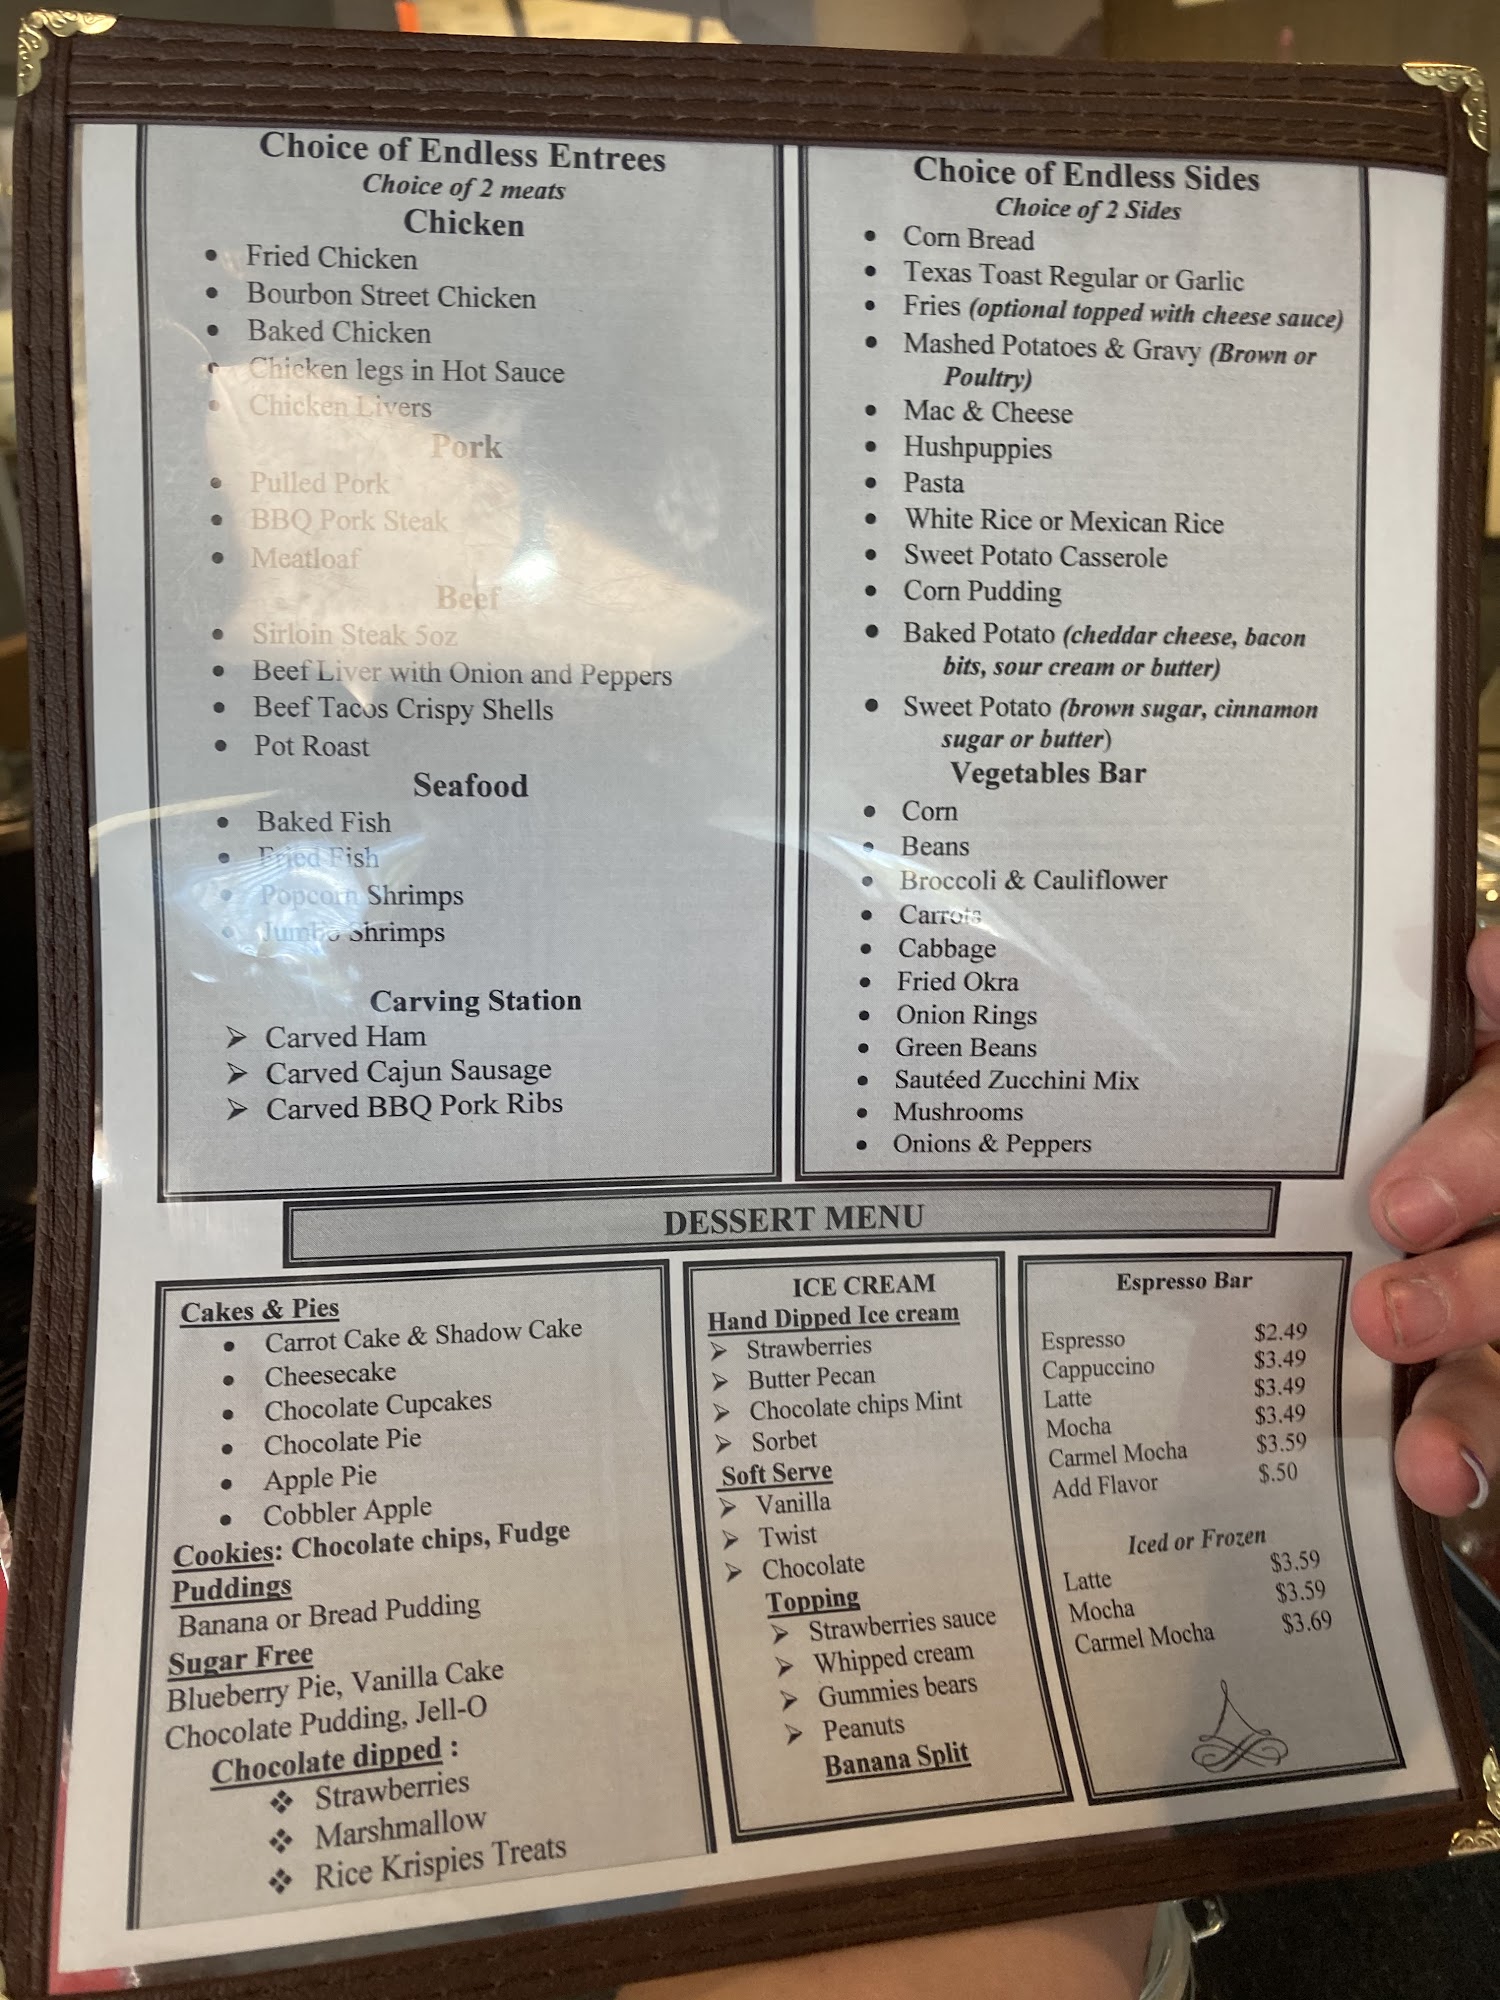 Choice of Endless Entrees
Choice of 2 meats
Chicken
Fried Chicken
Bourbon Street Chicken
Baked Chicken
Chicken legs in Hot Sauce
Chicken Livers
Pork
Pulled Pork
BBQ Pork Steak
Meatloaf
Beef
Sirloin Steak 5oz
Beef Liver with Onion and Peppers
Beef Tacos Crispy Shells
Pot Roast
Seafood
Baked Fish
Fried Fish
Popcorn Shrimps
Jumbo Shrimps
Carving Station
Carved Ham
Carved Cajun Sausage
Carved BBQ Pork Ribs
Choice of Endless Sides
Choice of 2 Sides
Corn Bread
Texas Toast Regular or Garlic
Fries (optional topped with cheese sauce)
Mashed Potatoes & Gravy (Brown or
Poultry)
Mac & Cheese
Hushpuppies
Pasta
White Rice or Mexican Rice
Sweet Potato Casserole
Corn Pudding
Baked Potato (cheddar cheese, bacon
bits, sour cream or butter)
Sweet Potato (brown sugar, cinnamon
sugar or butter)
Vegetables Bar
Corn
Beans
Broccoli & Cauliflower
Carrots
Cabbage
Fried Okra
Onion Rings
Green Beans
Sautéed Zucchini Mix
Mushrooms
Onions & Peppers
DESSERT MENU
Cakes & Pies
Carrot Cake & Shadow Cake
Cheesecake
Chocolate Cupcakes
Chocolate Pie
Apple Pie
Cobbler Apple
Cookies: Chocolate chips, Fudge
Puddings
Banana or Bread Pudding
Sugar Free
Blueberry Pie, Vanilla Cake
Chocolate Pudding, Jell-O
Chocolate dipped :
Strawberries
Marshmallow
Rice Krispies Treats
ICE CREAM
Hand Dipped Ice cream
Strawberries
Butter Pecan
Chocolate chips Mint
Sorbet
Soft Serve
Vanilla
Twist
Chocolate
Topping
Strawberries sauce
Whipped cream
Gummies bears
Peanuts
Banana Split
Espresso Bar
Espresso $2.49
Cappuccino $3.49
Latte $3.49
Mocha $3.49
Carmel Mocha $3.59
Add Flavor $.50
Iced or Frozen
Latte $3.59
Mocha $3.59
Carmel Mocha $3.69